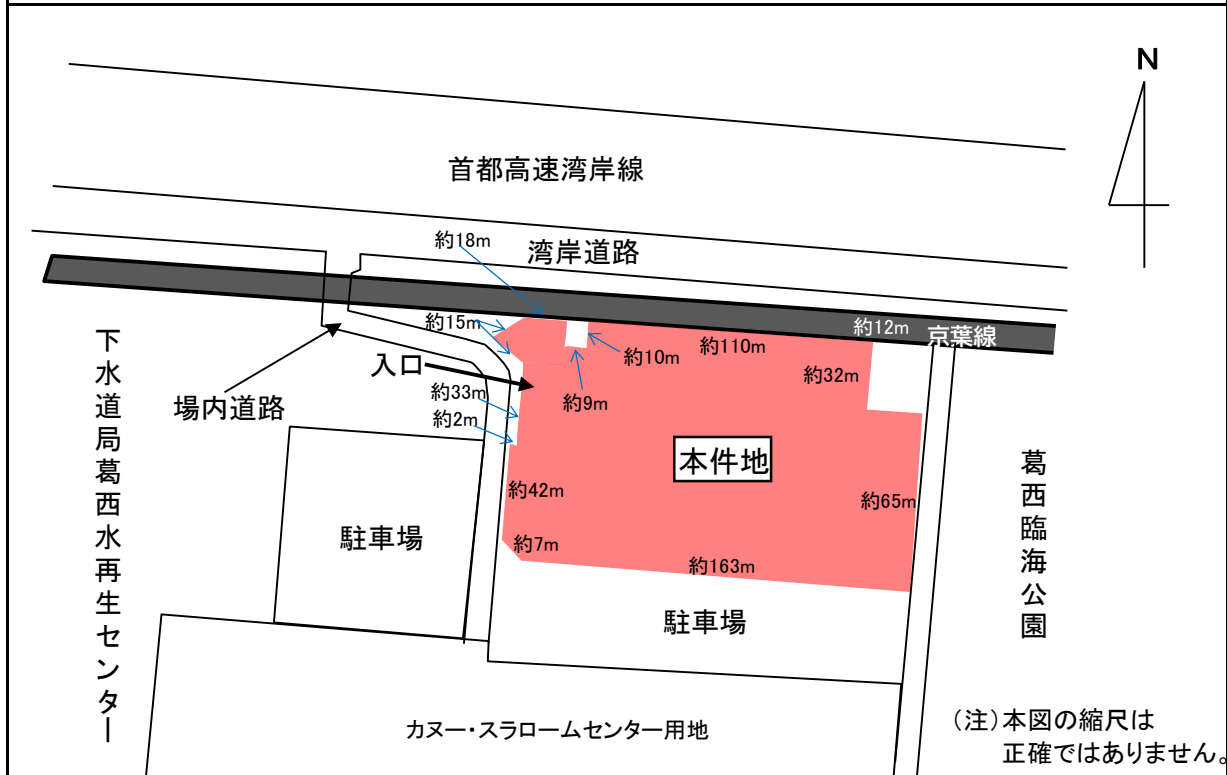 N
首都高速湾岸線
約18m
湾岸道路
約15m
約12m
京葉線
約10m
約110m
入口
約32m
約33m
約9m
場内道路
約2m
本件地
下水道局葛西水再生センター
約42m
約65m
葛西臨海公園
駐車場
約7m
約163m
駐車場
カヌー・スラロームセンター用地
(注)本図の縮尺は
正確ではありません。